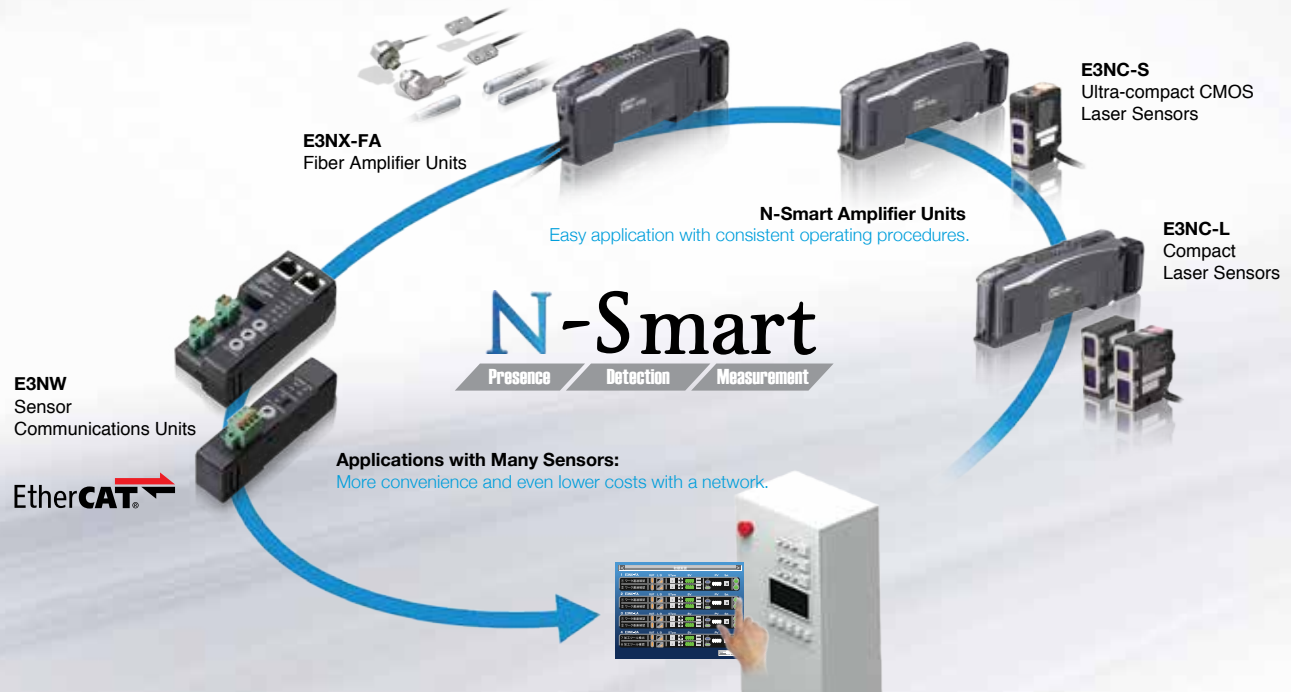 E3NX-FA
Fiber Amplifier Units
E3NC-S
Ultra-compact CMOS
Laser Sensors
N-Smart Amplifier Units
Easy application with consistent operating procedures.
E3NC-L
Compact
Laser Sensors
N-Smart
Presence
Detection
Measurement
E3NW
Sensor
Communications Units
EtherCAT®
Applications with Many Sensors:
More convenience and even lower costs with a network.